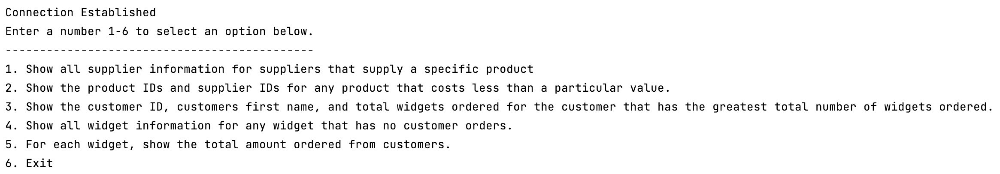 Connection Established
Enter a number 1-6 to select an option below.
---------------------------------------------
1. Show all supplier information for suppliers that supply a specific product
2. Show the product IDs and supplier IDs for any product that costs less than a particular value.
3. Show the customer ID, customers first name, and total widgets ordered for the customer that has the greatest total number of widgets ordered.
4. Show all widget information for any widget that has no customer orders.
5. For each widget, show the total amount ordered from customers.
6. Exit